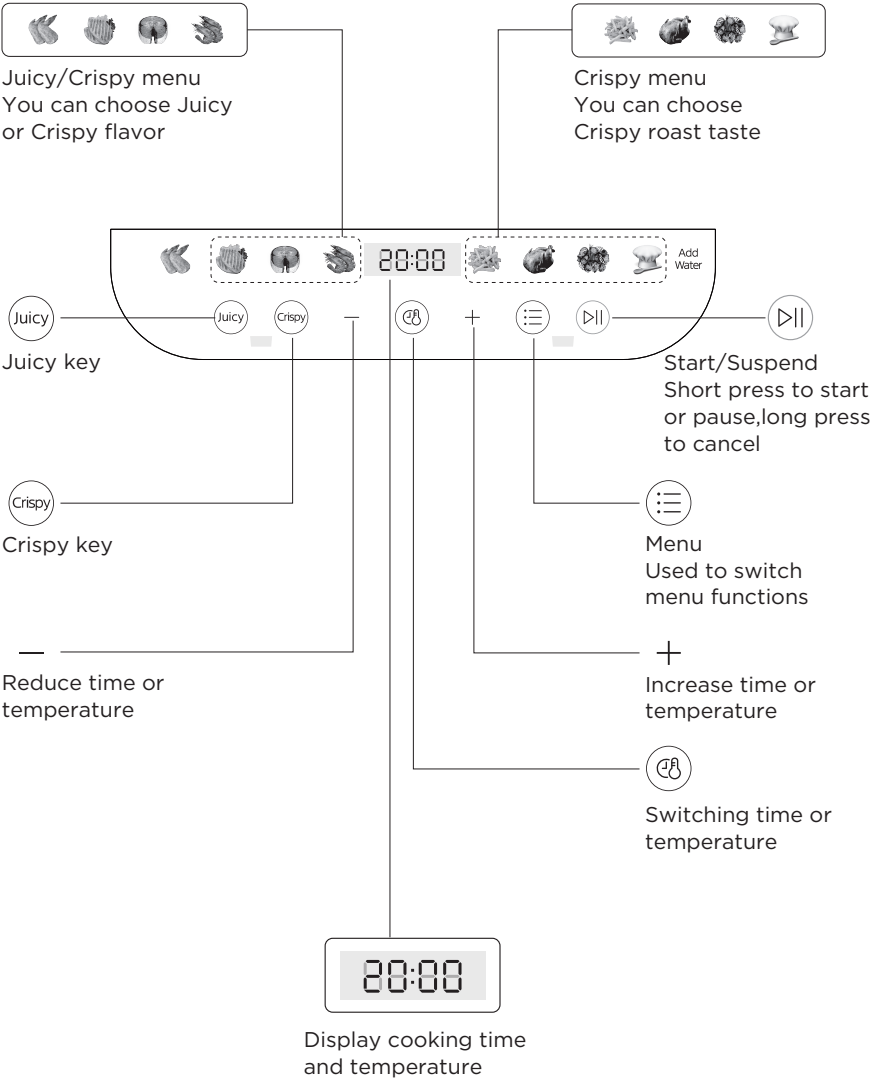 Juicy/Crispy menu
You can choose Juicy
or Crispy flavor
Crispy menu
You can choose
Crispy roast taste
20:00
Add
Water
Juicy
Juicy
Crispy
Juicy key
Start/Suspend
Short press to start
or pause,long press
to cancel
Crispy
Crispy key
Menu
Used to switch
menu functions
Reduce time or
temperature
Increase time or
temperature
Switching time or
temperature
20:00
Display cooking time
and temperature